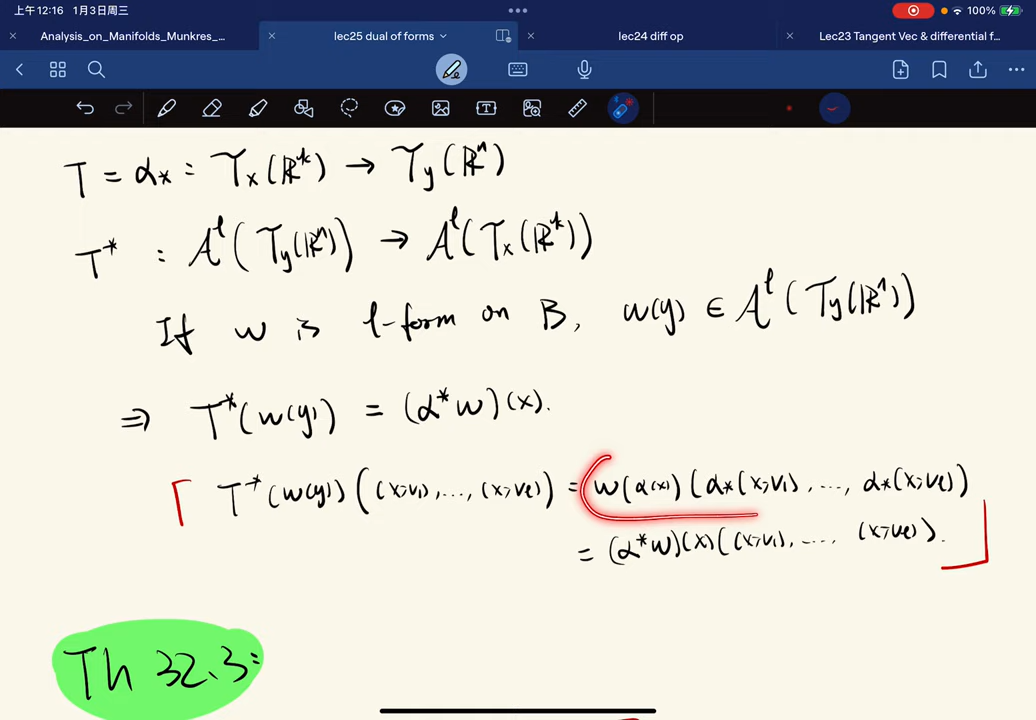 上午12:16 1月3日周三
100%
Analysis_on_Manifolds_Munkres_...
lec25 dual of forms
lec24 diff op
Lec23 Tangent Vec & differential f...
T = α* : Tx(ℝᵏ) → Ty(ℝⁿ)
T* : Aˡ(Ty(ℝⁿ)) → Aˡ(Tx(ℝᵏ))
If w is l-form on B, w(y) ∈ Aˡ(Ty(ℝⁿ))
⇒ T*(w(y)) = (α*w)(x).
T*(w(y))((x;v₁),...,(x;vℓ)) = w(α(x))(α*(x;v₁),...,α*(x;vℓ))
= (α*w)(x)((x;v₁),...,(x;vℓ)).
Th 32.3: